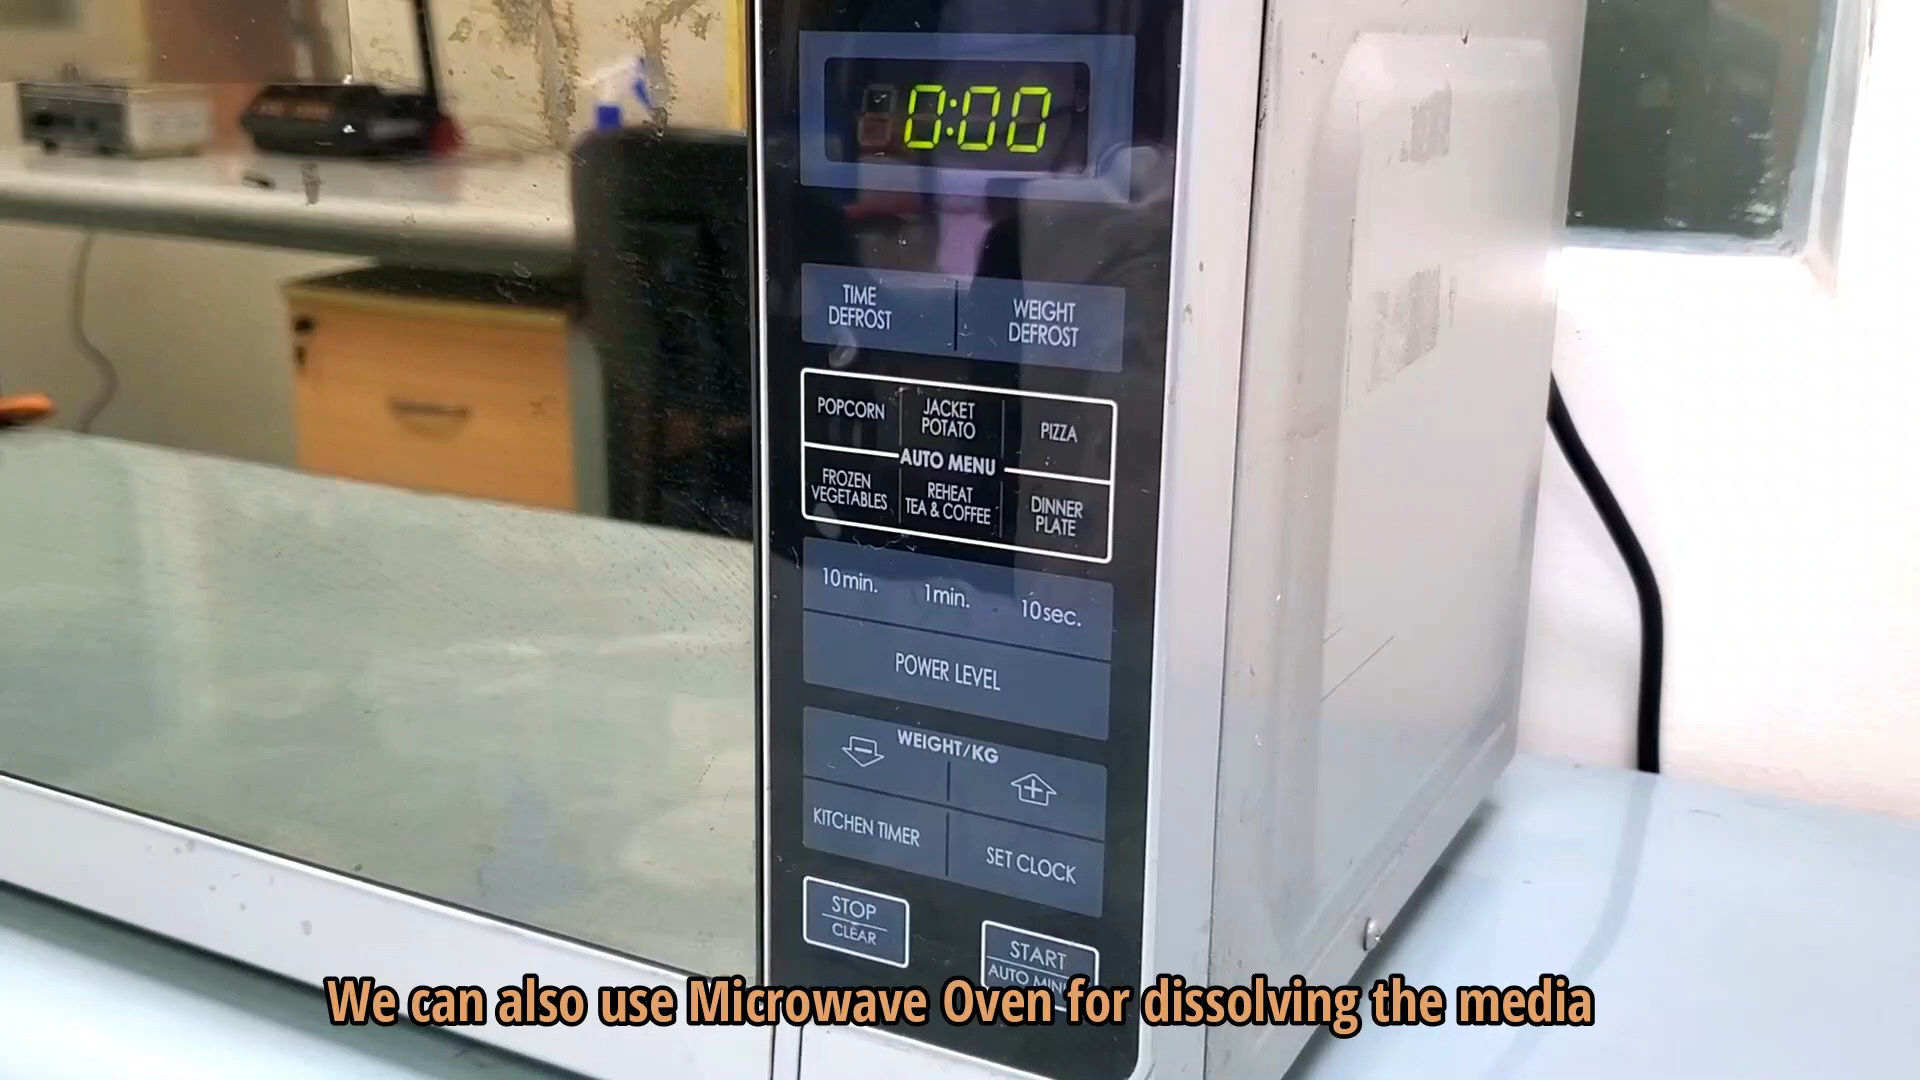 0:00
TIME
DEFROST
WEIGHT
DEFROST
POPCORN
JACKET
POTATO
PIZZA
AUTO MENU
FROZEN
VEGETABLES
REHEAT
TEA & COFFEE
DINNER
PLATE
10min.
1min.
10sec.
POWER LEVEL
WEIGHT/KG
KITCHEN TIMER
SET CLOCK
STOP
CLEAR
START
AUTO MIN
We can also use Microwave Oven for dissolving the media